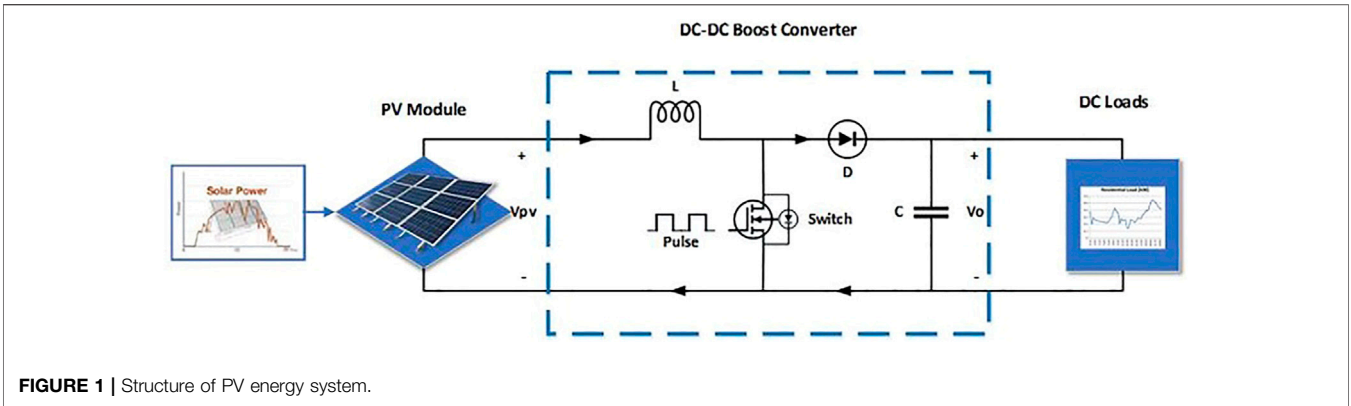 DC-DC Boost Converter
PV Module
DC Loads
L
Solar Power
+
Vpv
-
D
Pulse
Switch
C
+
Vo
-
Residential Load (kW)
FIGURE 1 | Structure of PV energy system.